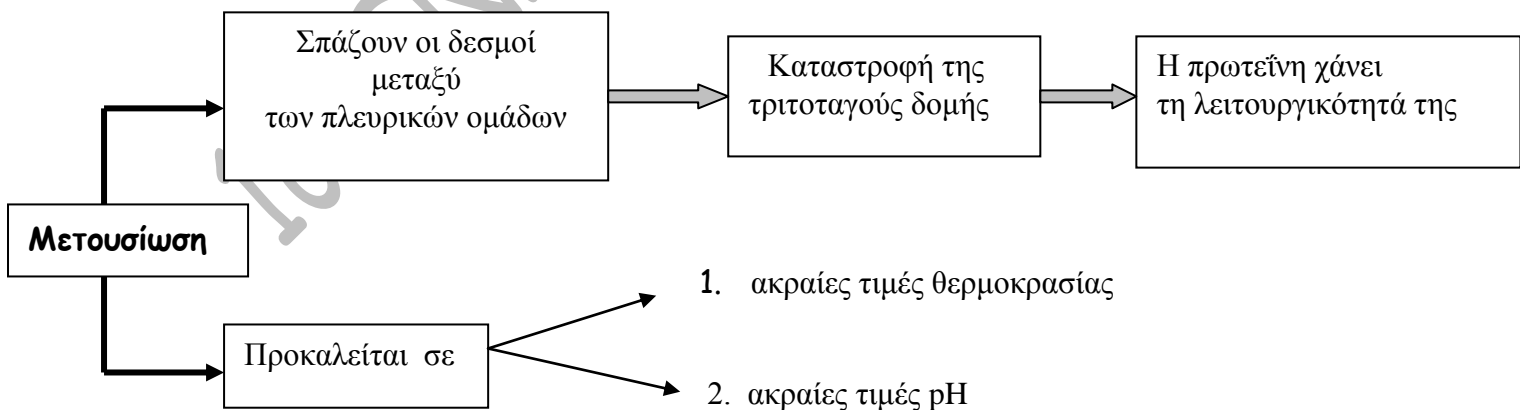 Σπάζουν οι δεσμοί
μεταξύ
των πλευρικών ομάδων
Καταστροφή της
τριτοταγούς δομής
Η πρωτεΐνη χάνει
τη λειτουργικότητά της
Μετουσίωση
Προκαλείται σε
1. ακραίες τιμές θερμοκρασίας
2. ακραίες τιμές pH